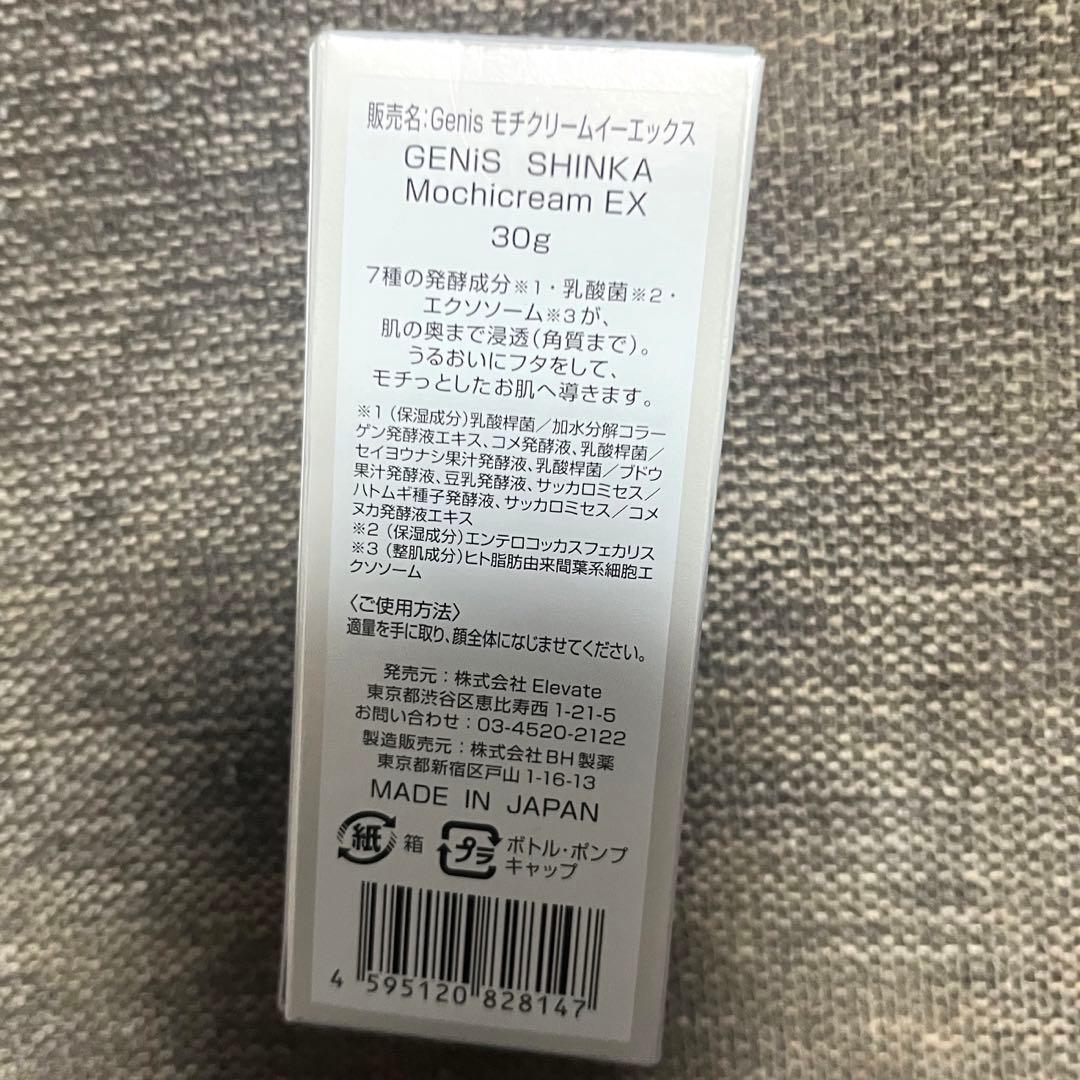 販売名:Genis モチクリームイーエックス
GENiS SHINKA
Mochicream EX
30g
7種の発酵成分※1・乳酸菌※2・
エクソソーム※3が、
肌の奥まで浸透(角質まで)。
うるおいにフタをして、
モチっとしたお肌へ導きます。
※1 (保湿成分)乳酸桿菌/加水分解コラー
ゲン発酵液エキス、コメ発酵液、乳酸桿菌/
セイヨウナシ果汁発酵液、乳酸桿菌/ブドウ
果汁発酵液、豆乳発酵液、サッカロミセス/
ハトムギ種子発酵液、サッカロミセス/コメ
ヌカ発酵液エキス
※2 (保湿成分)エンテロコッカスフェカリス
※3 (整肌成分)ヒト脂肪由来間葉系細胞エ
クソソーム
〈ご使用方法〉
適量を手に取り、顔全体になじませてください。
発売元:株式会社Elevate
東京都渋谷区恵比寿西1-21-5
お問い合わせ:03-4520-2122
製造販売元:株式会社BH製薬
東京都新宿区戸山1-16-13
MADE IN JAPAN
紙 箱 プラ ボトル・ポンプ
キャップ
4 595120 828147